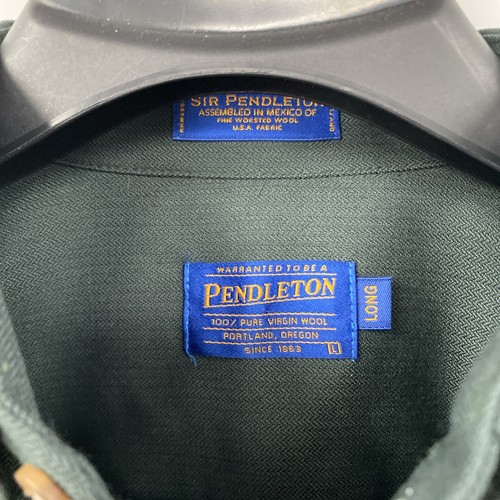 SIR PENDLETON
ASSEMBLED IN MEXICO OF
FINE WORSTED WOOL
U.S.A. FABRIC
WARRANTED TO BE A
PENDLETON
100% PURE VIRGIN WOOL
PORTLAND, OREGON
SINCE 1863
L
LONG